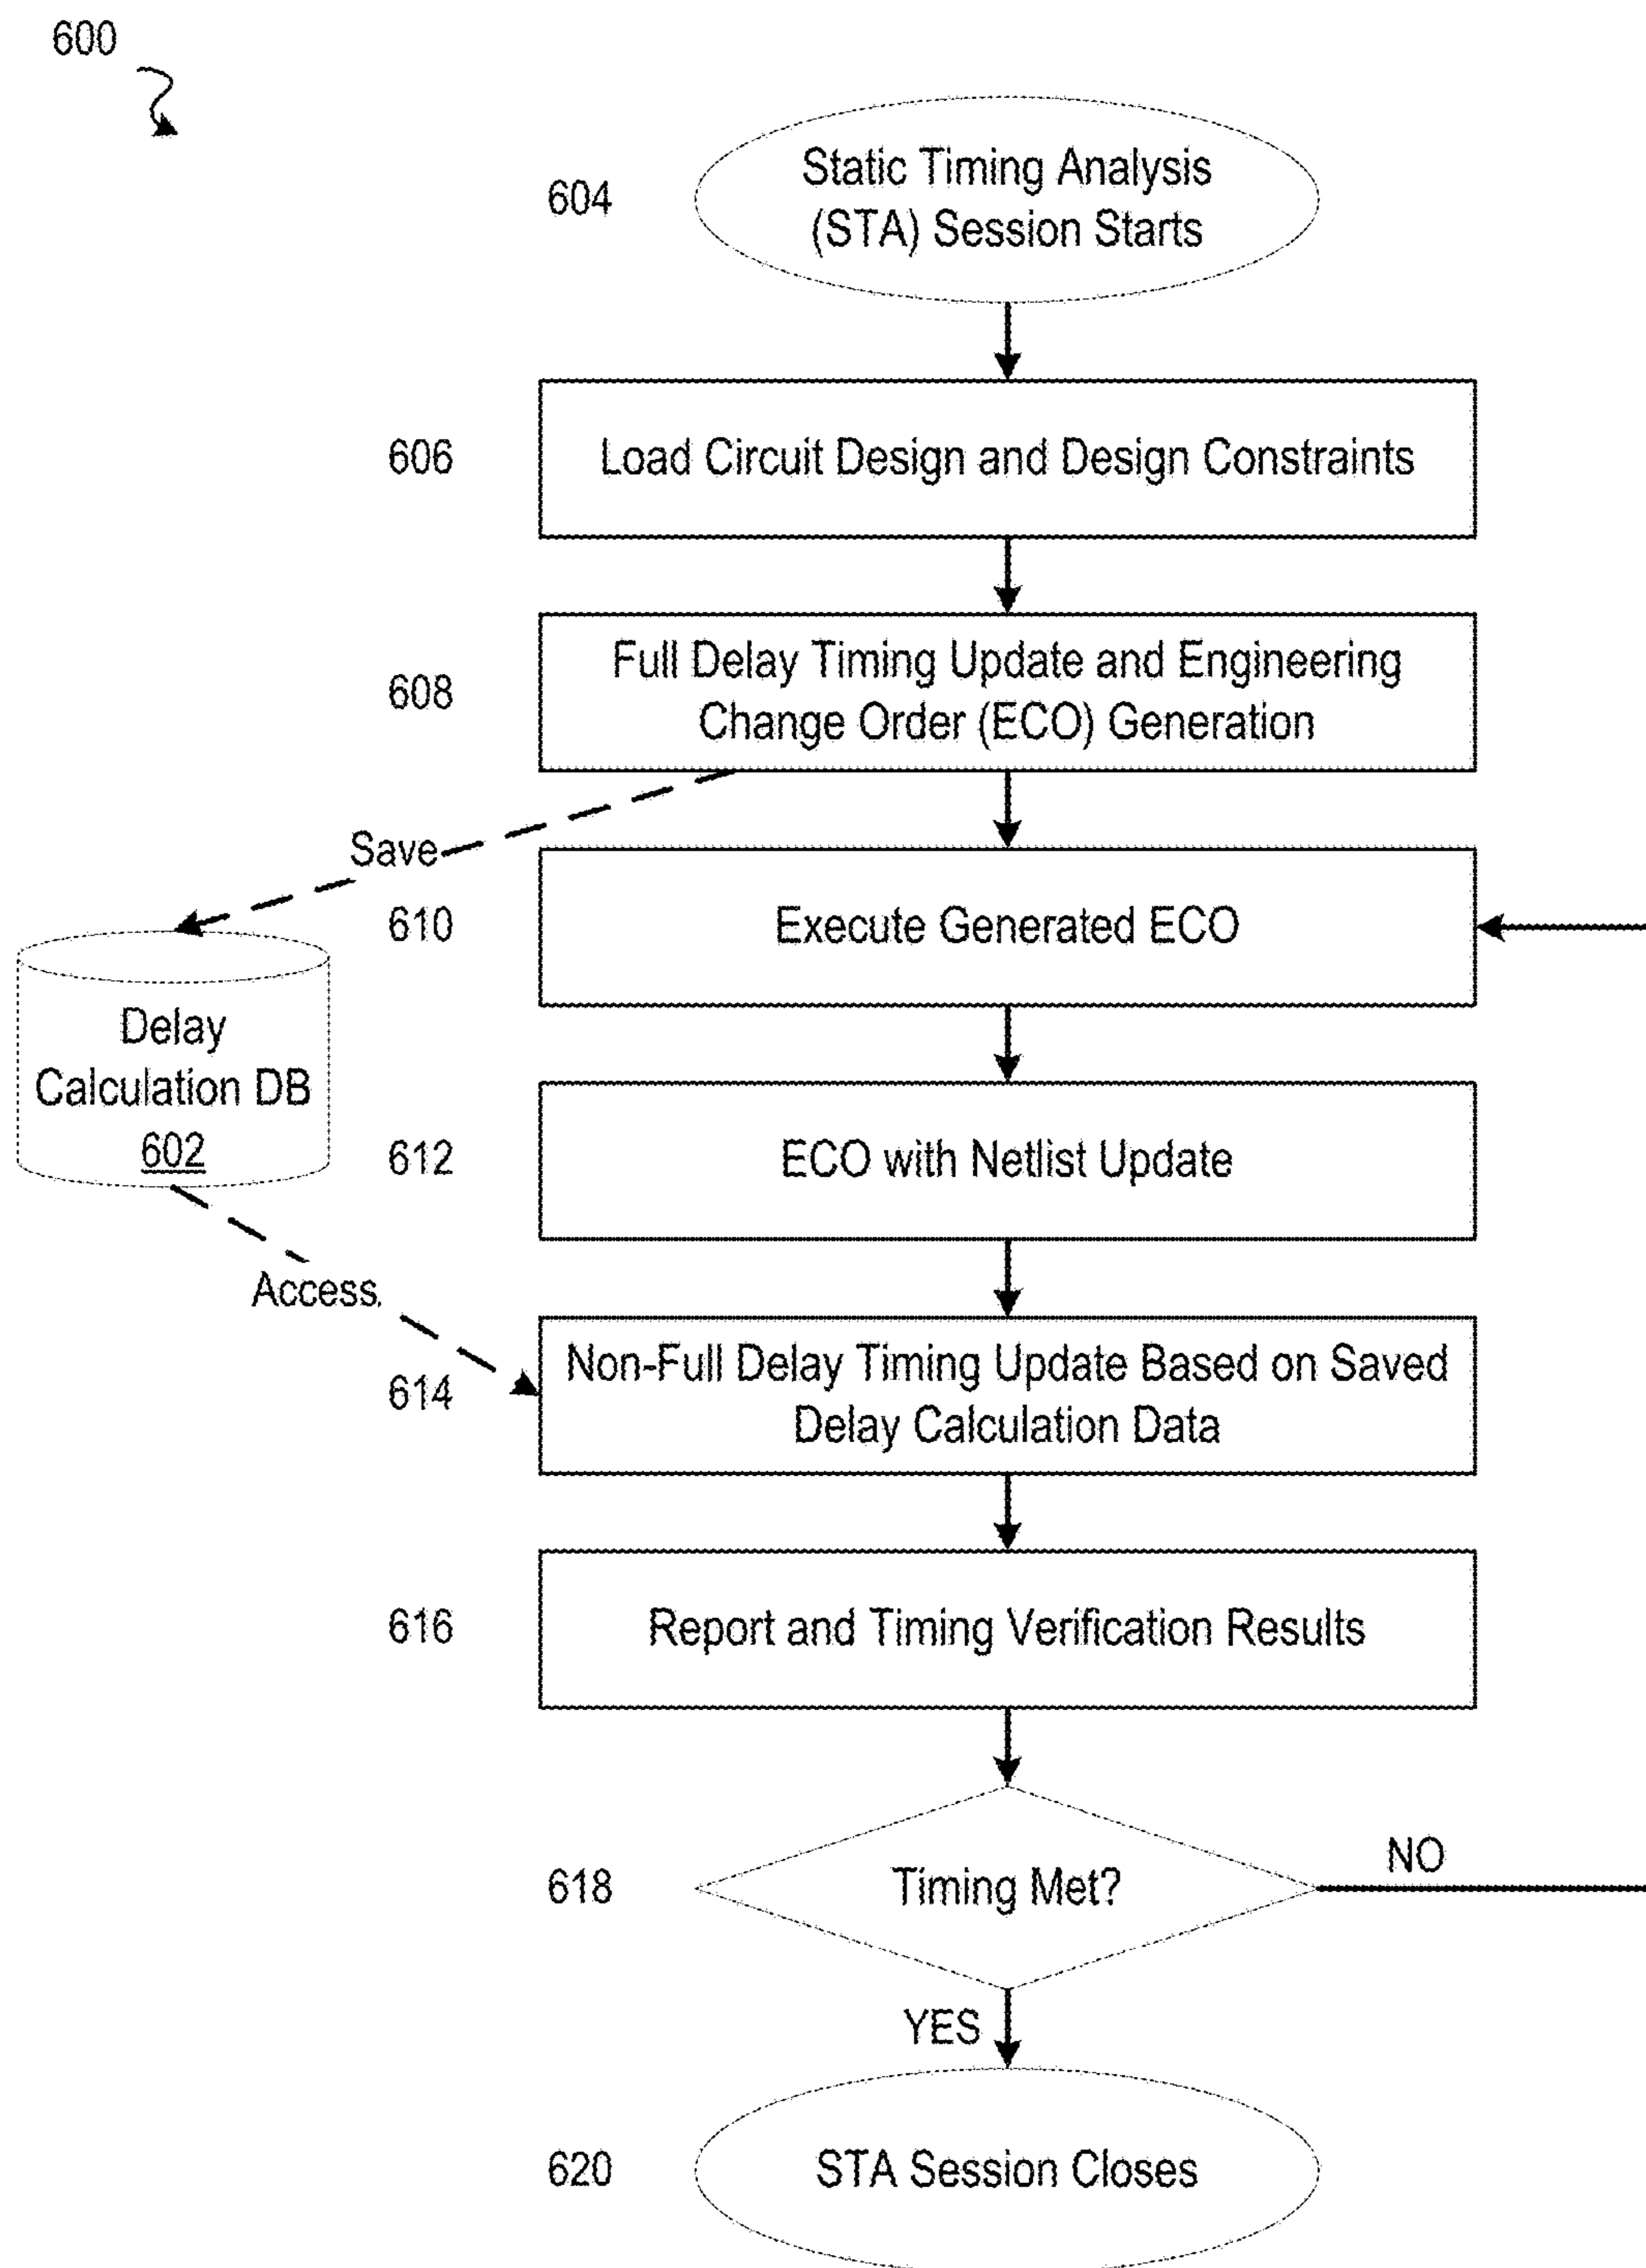 600
604
Static Timing Analysis
(STA) Session Starts
606
Load Circuit Design and Design Constraints
608
Full Delay Timing Update and Engineering
Change Order (ECO) Generation
Save
610
Execute Generated ECO
Delay
Calculation DB
602
612
ECO with Netlist Update
Access
614
Non-Full Delay Timing Update Based on Saved
Delay Calculation Data
616
Report and Timing Verification Results
618
Timing Met?
NO
YES
620
STA Session Closes